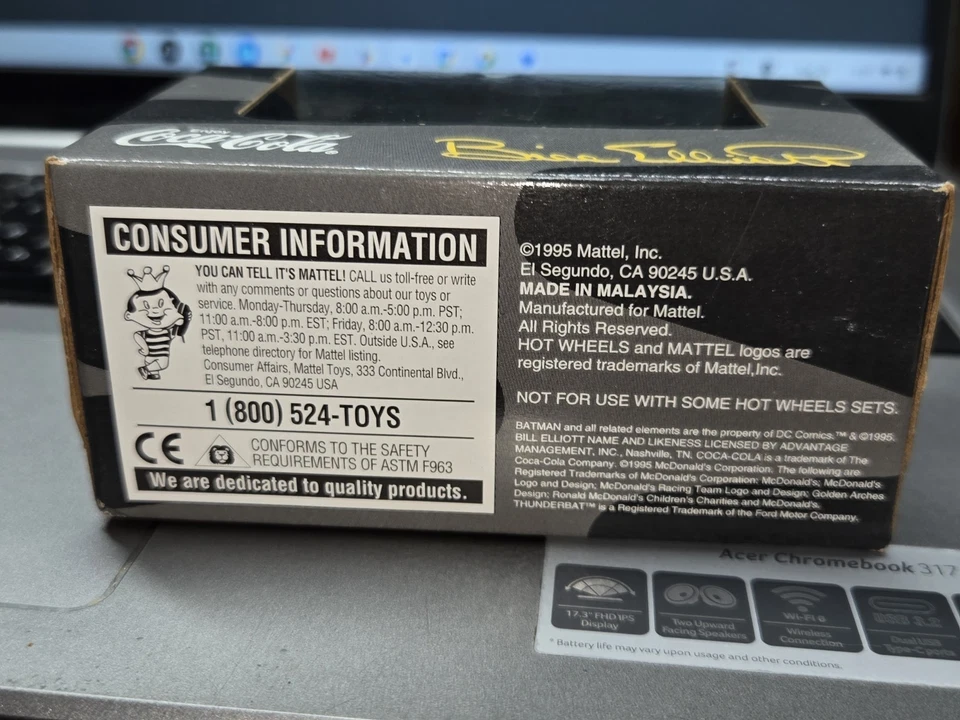 ENJOY
Coca-Cola
Bill Elliott
CONSUMER INFORMATION
YOU CAN TELL IT'S MATTEL! CALL us toll-free or write
with any comments or questions about our toys or
service. Monday-Thursday, 8:00 a.m.-5:00 p.m. PST;
11:00 a.m.-8:00 p.m. EST; Friday, 8:00 a.m.-12:30 p.m.
PST, 11:00 a.m.-3:30 p.m. EST. Outside U.S.A., see
telephone directory for Mattel listing.
Consumer Affairs, Mattel Toys, 333 Continental Blvd.,
El Segundo, CA 90245 USA
1 (800) 524-TOYS
CE
CONFORMS TO THE SAFETY
REQUIREMENTS OF ASTM F963
We are dedicated to quality products.
©1995 Mattel, Inc.
El Segundo, CA 90245 U.S.A.
MADE IN MALAYSIA.
Manufactured for Mattel.
All Rights Reserved.
HOT WHEELS and MATTEL logos are
registered trademarks of Mattel,Inc.
NOT FOR USE WITH SOME HOT WHEELS SETS.
BATMAN and all related elements are the property of DC Comics.™ & ©1995.
BILL ELLIOTT NAME AND LIKENESS LICENSED BY ADVANTAGE
MANAGEMENT, INC., Nashville, TN. COCA-COLA is a trademark of The
Coca-Cola Company. ©1995 McDonald's Corporation. The following are
Registered Trademarks of McDonald's Corporation: McDonald's; McDonald's
Logo and Design; McDonald's Racing Team Logo and Design; Golden Arches
Design; Ronald McDonald's Children's Charities and McDonald's.
THUNDERBAT™ is a Registered Trademark of the Ford Motor Company.
Acer Chromebook 317
17.3" FHD IPS
Display
Two Upward
Facing Speakers
Wi-Fi 6
Wireless
Connection
Type-C ports
* Battery life may vary upon usage and other conditions.